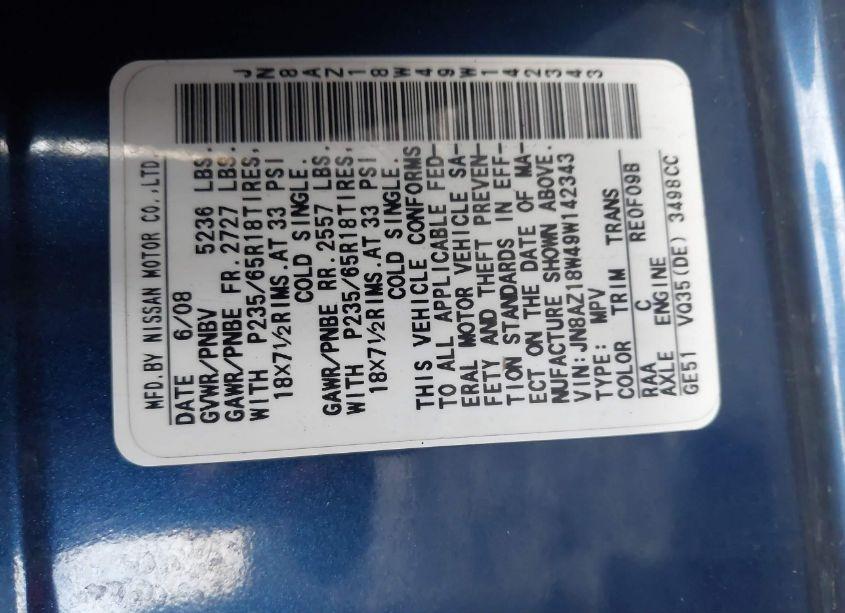 MFD.BY NISSAN MOTOR CO.,LTD.
JN8AZ18W49W142343
DATE 6/08
GVWR/PNBV 5236 LBS.
GAWR/PNBE FR.2727 LBS.
WITH P235/65R18TIRES,
18X7½RIMS.AT 33 PSI
COLD SINGLE.
GAWR/PNBE RR.2557 LBS.
WITH P235/65R18TIRES,
18X7½RIMS.AT 33 PSI
COLD SINGLE.
THIS VEHICLE CONFORMS
TO ALL APPLICABLE FED-
ERAL MOTOR VEHICLE SA-
FETY AND THEFT PREVEN-
TION STANDARDS IN EFF-
ECT ON THE DATE OF MA-
NUFACTURE SHOWN ABOVE.
VIN:JN8AZ18W49W142343
TYPE: MPV
COLOR TRIM TRANS
RAA C RE0F09B
AXLE ENGINE
GE51 VQ35(DE) 3498CC